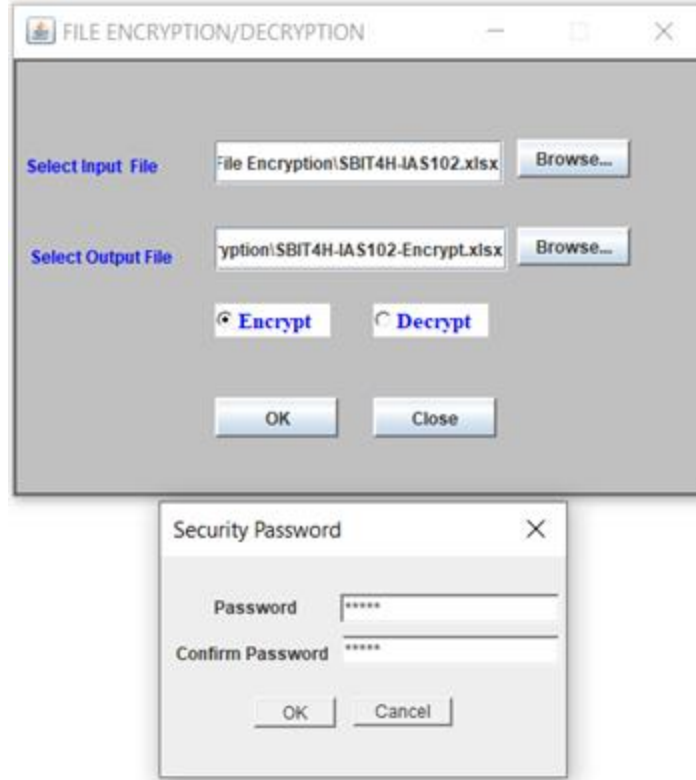 FILE ENCRYPTION/DECRYPTION
Select Input File File Encryption\SBIT4H-IAS102.xlsx Browse...
Select Output File ryption\SBIT4H-IAS102-Encrypt.xlsx Browse...
Encrypt Decrypt
OK Close
Security Password
Password *****
Confirm Password *****
OK Cancel